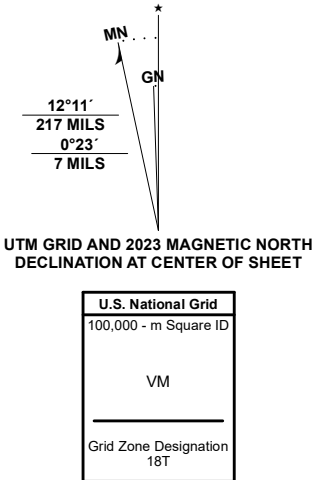 ★
MN
GN
12°11´
217 MILS
0°23´
7 MILS
UTM GRID AND 2023 MAGNETIC NORTH
DECLINATION AT CENTER OF SHEET
U.S. National Grid
100,000 - m Square ID
VM
Grid Zone Designation
18T